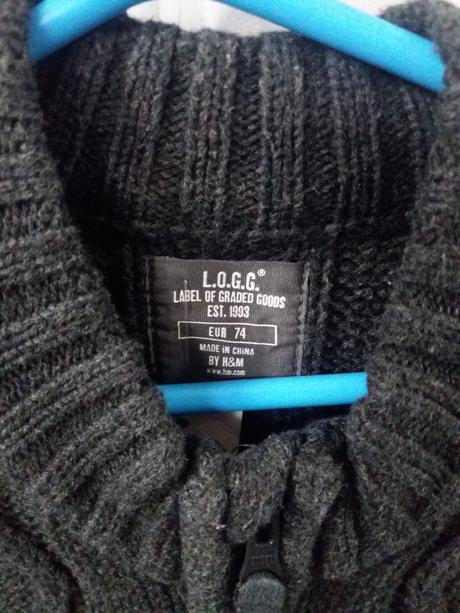 L.O.G.G.®
LABEL OF GRADED GOODS
EST. 1993
EUR 74
MADE IN CHINA
BY H&M
www.hm.com